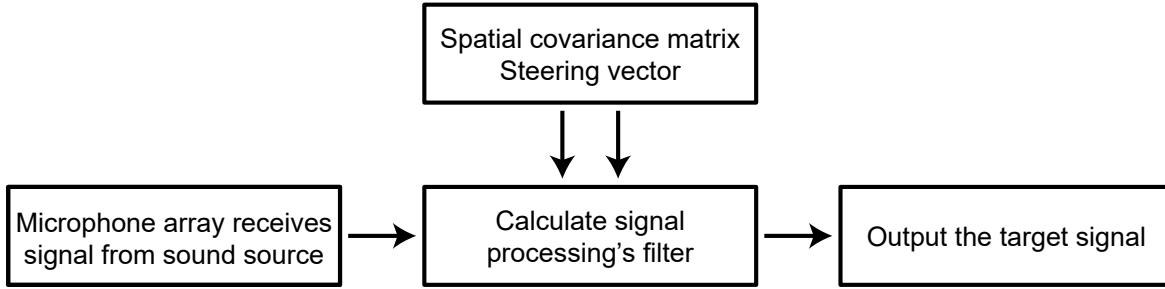 Spatial covariance matrix
Steering vector
Microphone array receives
signal from sound source
Calculate signal
processing's filter
Output the target signal